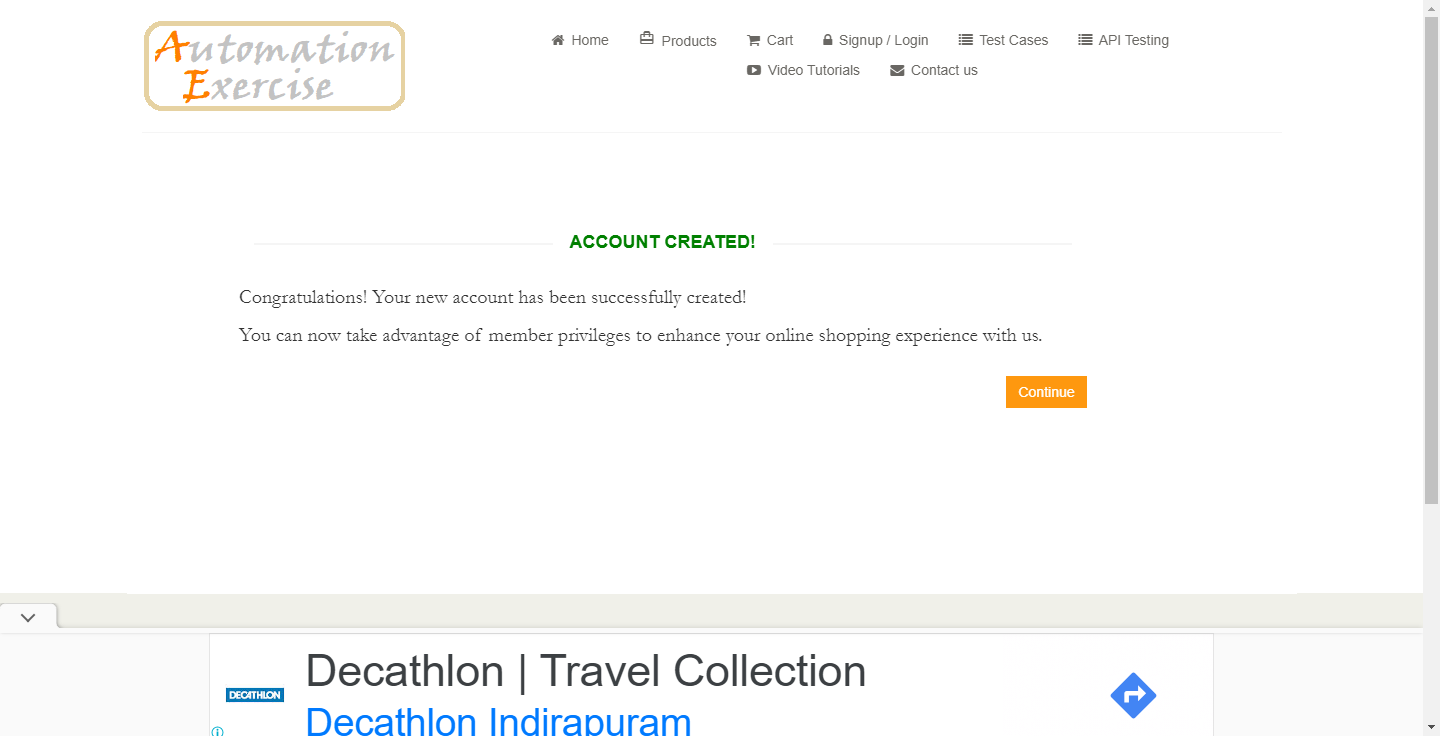 Automation
Exercise
Home Products Cart Signup / Login Test Cases API Testing
Video Tutorials Contact us
ACCOUNT CREATED!
Congratulations! Your new account has been successfully created!
You can now take advantage of member privileges to enhance your online shopping experience with us.
Continue
DECATHLON
Decathlon | Travel Collection
Decathlon Indirapuram